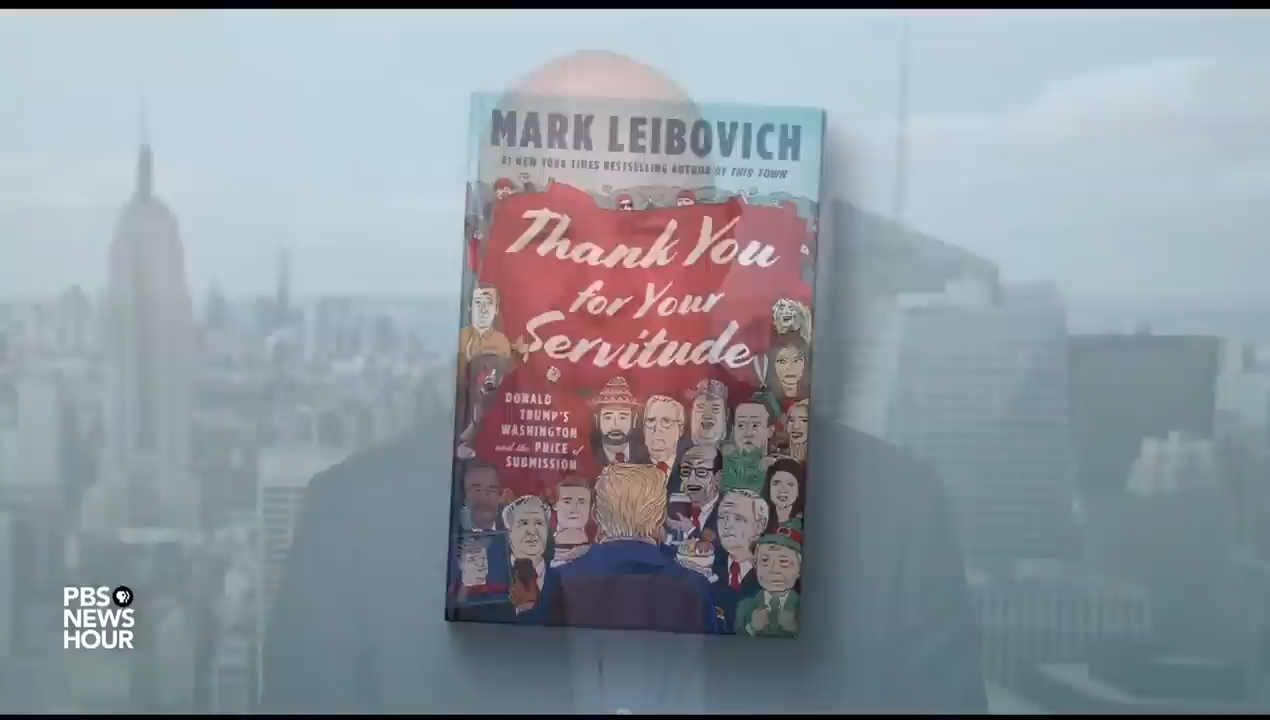 MARK LEIBOVICH
#1 NEW YORK TIMES BESTSELLING AUTHOR OF THIS TOWN
Thank You
for Your
Servitude
DONALD
TRUMP'S
WASHINGTON
and the PRICE of
SUBMISSION
PBS
NEWS
HOUR